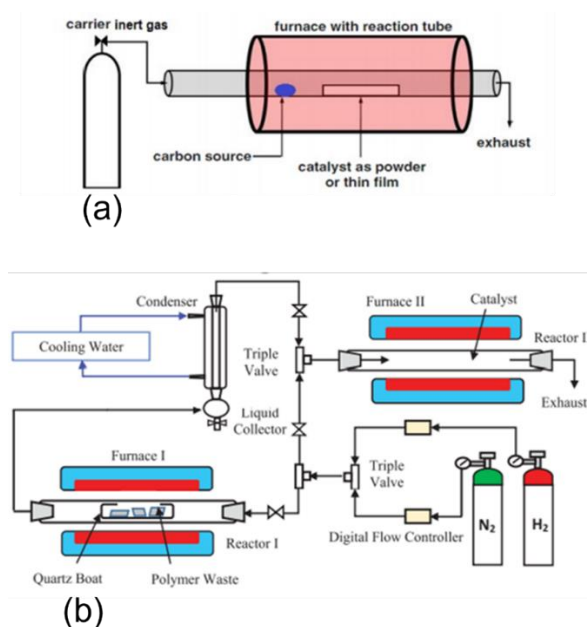 carrier inert gas
furnace with reaction tube
carbon source
catalyst as powder
or thin film
exhaust
(a)
Condenser
Cooling Water
Liquid
Collector
Triple
Valve
Furnace II
Catalyst
Reactor I
Exhaust
Furnace I
Reactor I
Quartz Boat
Polymer Waste
Triple
Valve
Digital Flow Controller
N₂
H₂
(b)